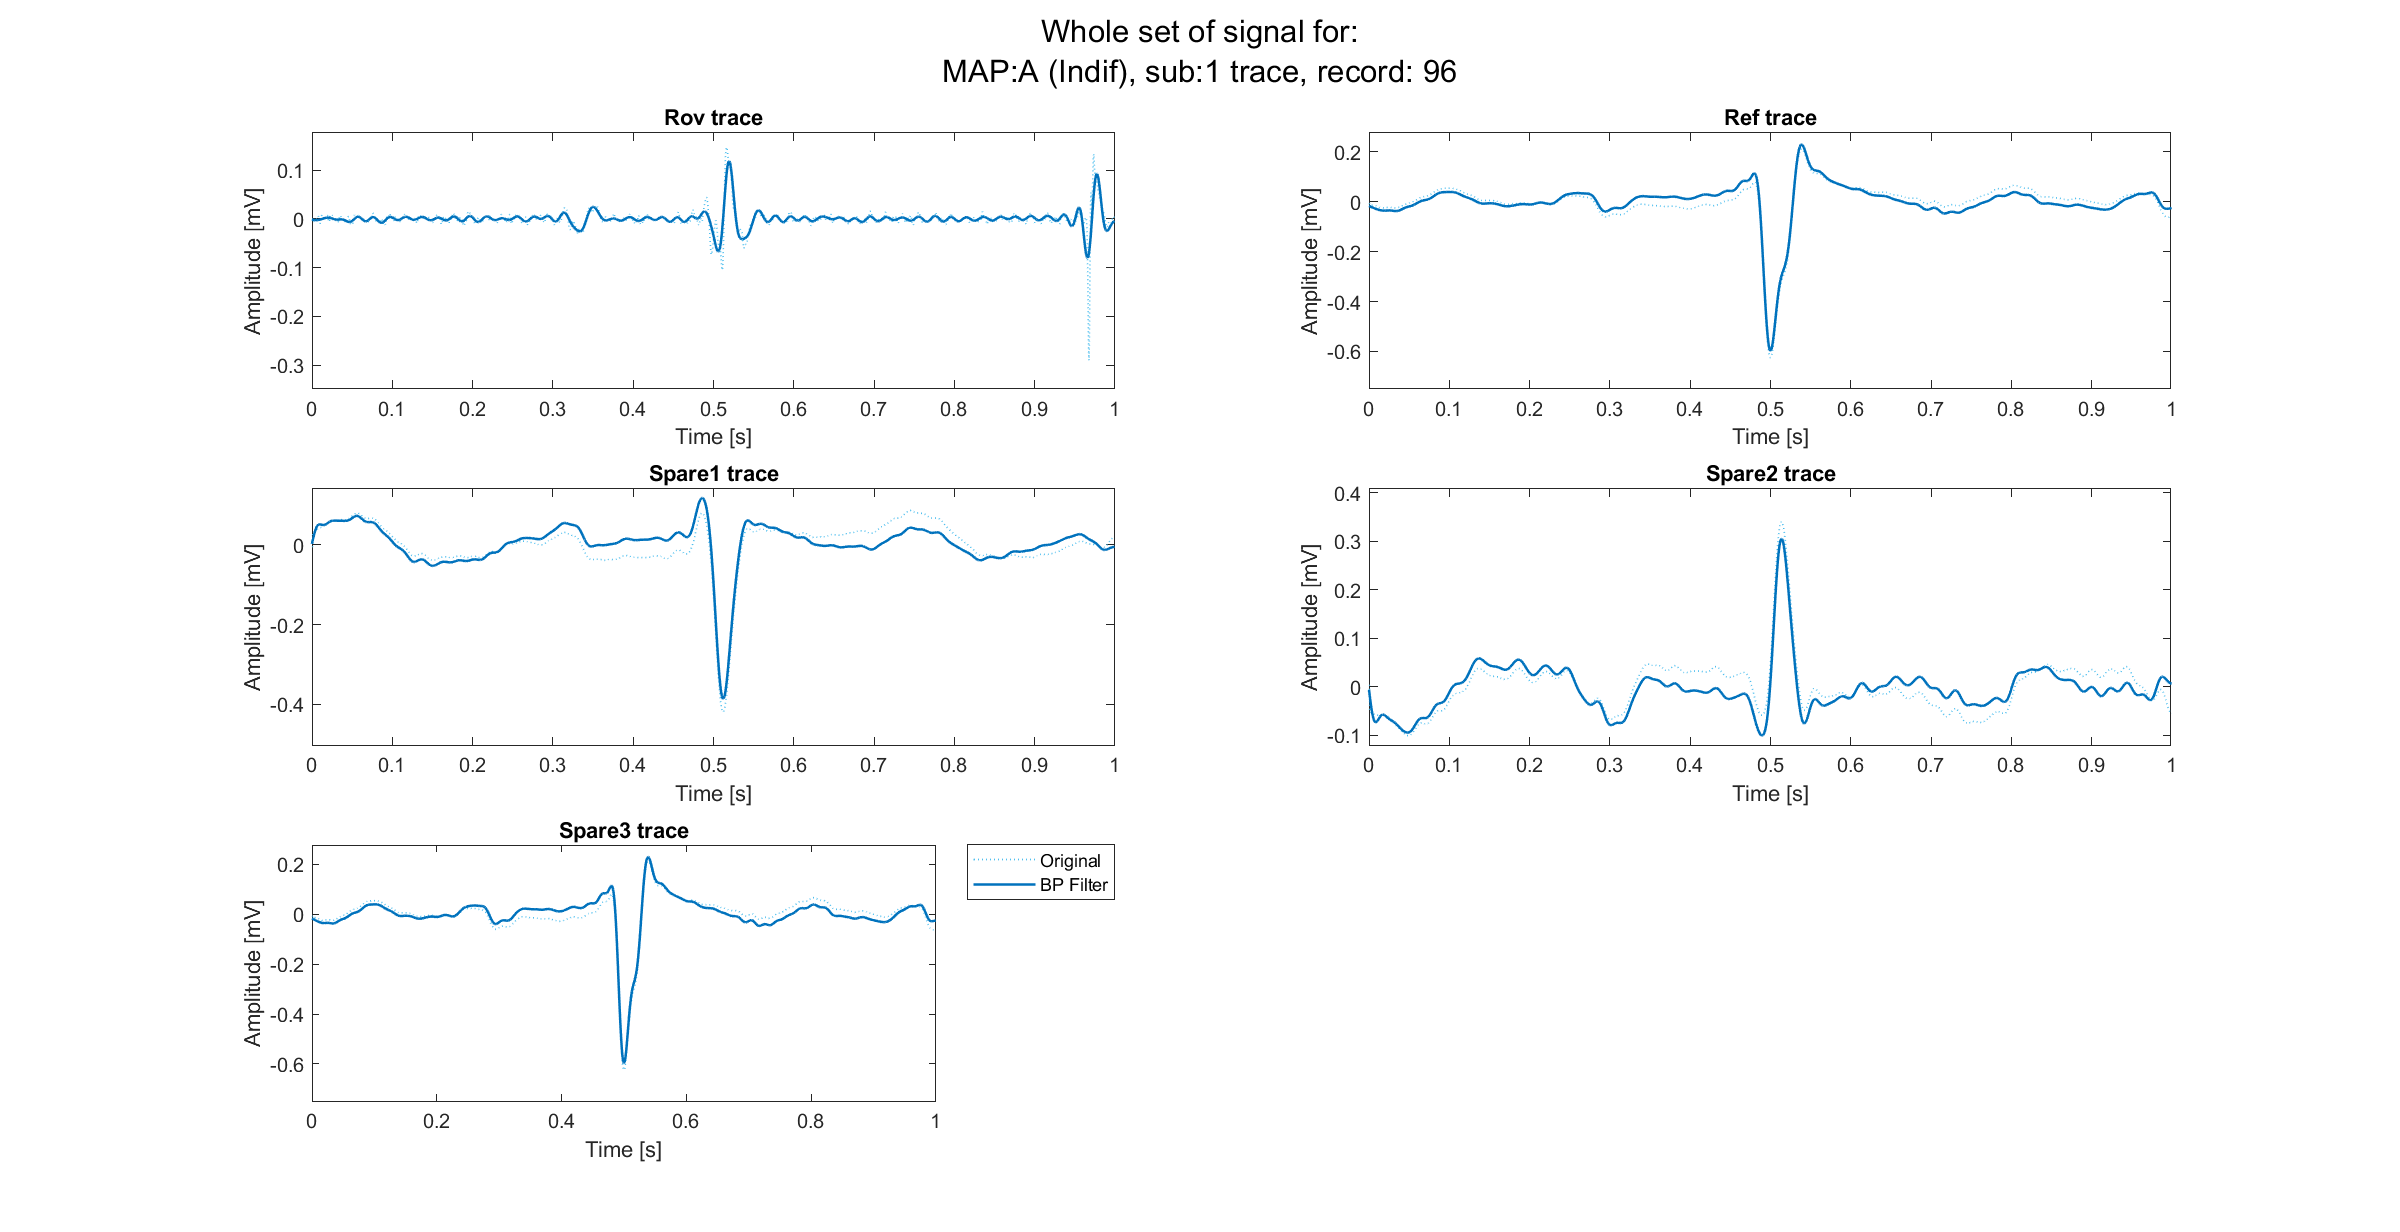 Whole set of signal for:
MAP:A (Indif), sub:1 trace, record: 96
Rov trace
Amplitude [mV]
0.1
0
-0.1
-0.2
-0.3
0 0.1 0.2 0.3 0.4 0.5 0.6 0.7 0.8 0.9 1
Time [s]
Ref trace
Amplitude [mV]
0.2
0
-0.2
-0.4
-0.6
0 0.1 0.2 0.3 0.4 0.5 0.6 0.7 0.8 0.9 1
Time [s]
Spare1 trace
Amplitude [mV]
0
-0.2
-0.4
0 0.1 0.2 0.3 0.4 0.5 0.6 0.7 0.8 0.9 1
Time [s]
Spare2 trace
Amplitude [mV]
0.4
0.3
0.2
0.1
0
-0.1
0 0.1 0.2 0.3 0.4 0.5 0.6 0.7 0.8 0.9 1
Time [s]
Spare3 trace
Amplitude [mV]
0.2
0
-0.2
-0.4
-0.6
0 0.2 0.4 0.6 0.8 1
Time [s]
Original
BP Filter